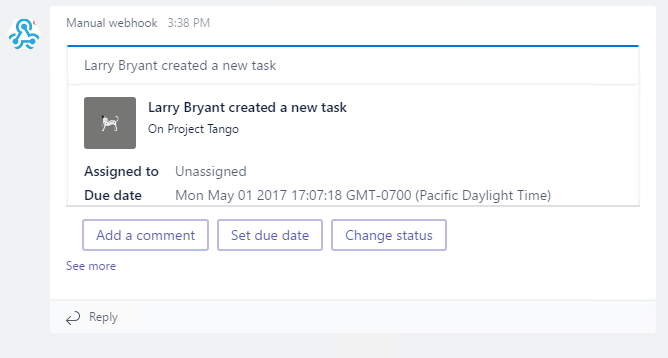 Manual webhook 3:38 PM
Larry Bryant created a new task
Larry Bryant created a new task
On Project Tango
Assigned to Unassigned
Due date Mon May 01 2017 17:07:18 GMT-0700 (Pacific Daylight Time)
Add a comment Set due date Change status
See more
Reply